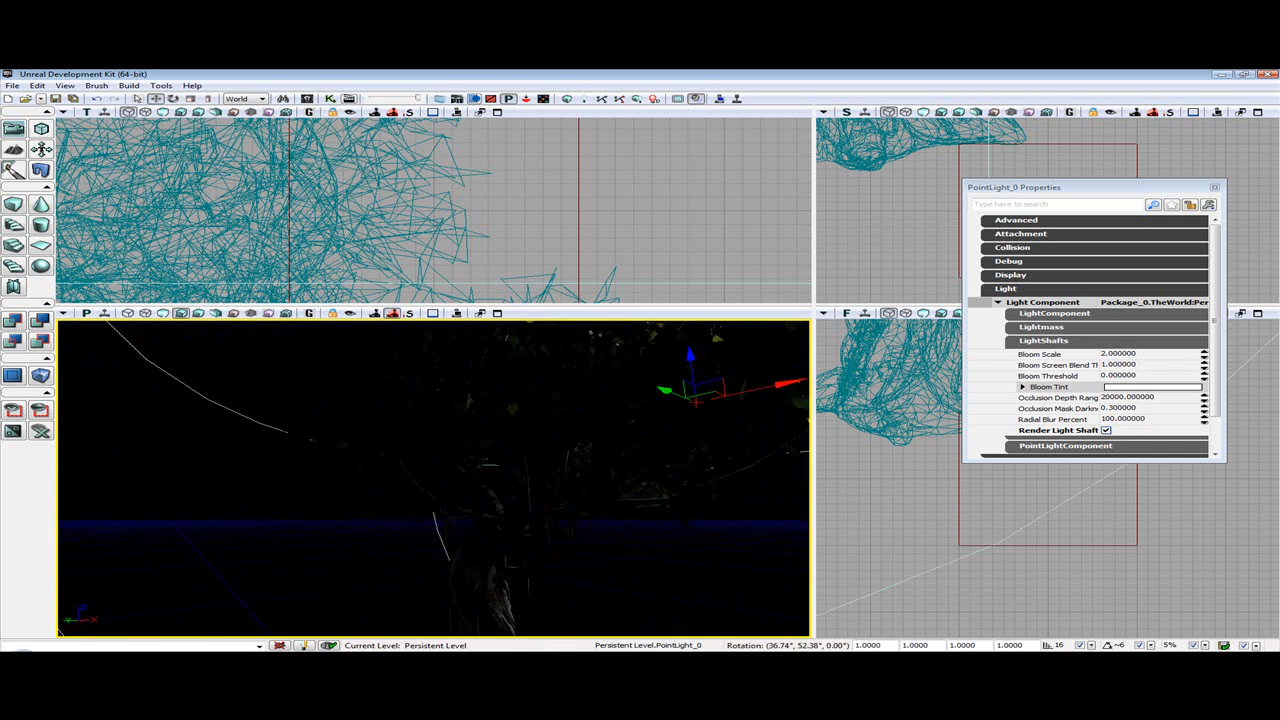 Unreal Development Kit (64-bit)
File Edit View Brush Build Tools Help
World
T G S
S G S
PointLight_0 Properties
Type here to search
Advanced
Attachment
Collision
Debug
Display
Light
Light Component Package_0.TheWorld:Per
LightComponent
Lightmass
LightShafts
Bloom Scale 2.000000
Bloom Screen Blend T 1.000000
Bloom Threshold 0.000000
Bloom Tint
Occlusion Depth Rang 20000.000000
Occlusion Mask Darkn 0.300000
Radial Blur Percent 100.000000
Render Light Shaft
PointLightComponent
P G S
F
Current Level: Persistent Level Persistent Level.PointLight_0 Rotation: (36.74°, 52.38°, 0.00°) 1.0000 1.0000 1.0000 1.0000 16 ~6 5%